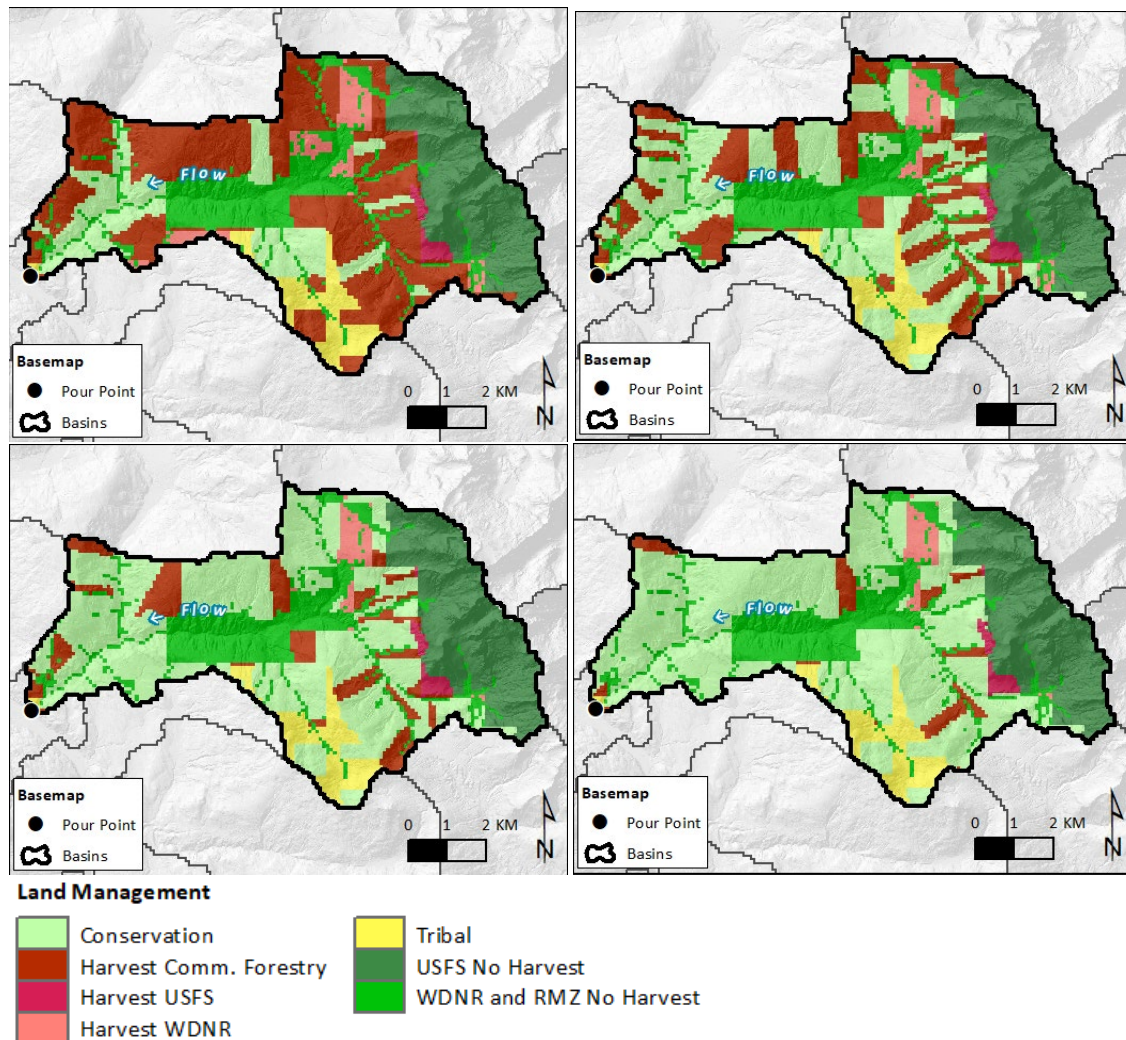 Flow
Basemap
Pour Point
Basins
0 1 2 KM
N
Flow
Basemap
Pour Point
Basins
0 1 2 KM
N
Flow
Basemap
Pour Point
Basins
0 1 2 KM
N
Flow
Basemap
Pour Point
Basins
0 1 2 KM
N
Land Management
Conservation
Harvest Comm. Forestry
Harvest USFS
Harvest WDNR
Tribal
USFS No Harvest
WDNR and RMZ No Harvest